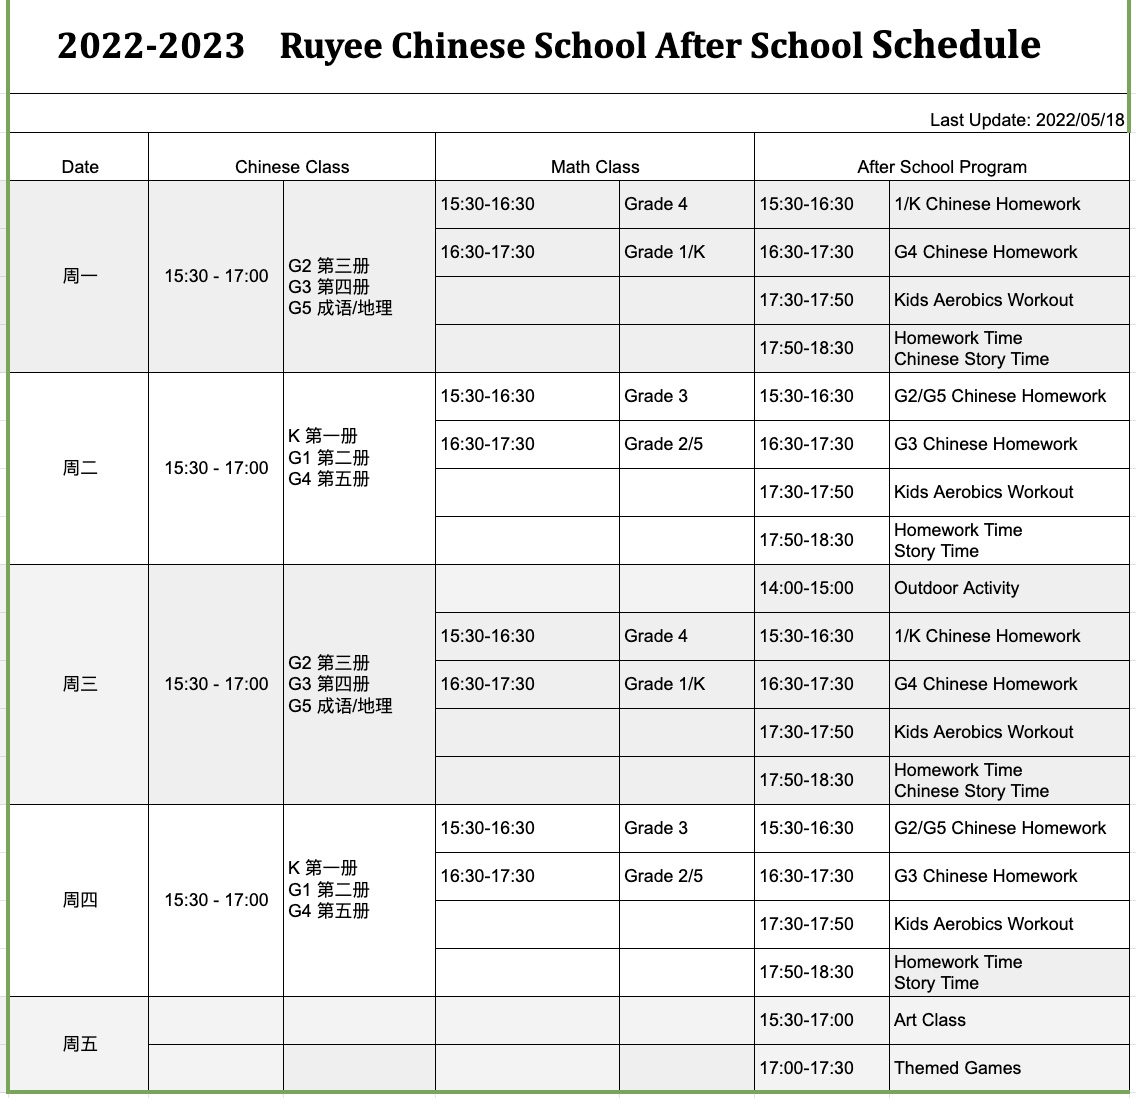 2022-2023 Ruyee Chinese School After School Schedule
Last Update: 2022/05/18
Date Chinese Class Math Class After School Program
周一 15:30 - 17:00
G2 第三册
G3 第四册
G5 成语/地理
15:30-16:30 Grade 4 15:30-16:30 1/K Chinese Homework
16:30-17:30 Grade 1/K 16:30-17:30 G4 Chinese Homework
17:30-17:50 Kids Aerobics Workout
17:50-18:30 Homework Time
Chinese Story Time
周二 15:30 - 17:00
K 第一册
G1 第二册
G4 第五册
15:30-16:30 Grade 3 15:30-16:30 G2/G5 Chinese Homework
16:30-17:30 Grade 2/5 16:30-17:30 G3 Chinese Homework
17:30-17:50 Kids Aerobics Workout
17:50-18:30 Homework Time
Story Time
周三 15:30 - 17:00
G2 第三册
G3 第四册
G5 成语/地理
14:00-15:00 Outdoor Activity
15:30-16:30 Grade 4 15:30-16:30 1/K Chinese Homework
16:30-17:30 Grade 1/K 16:30-17:30 G4 Chinese Homework
17:30-17:50 Kids Aerobics Workout
17:50-18:30 Homework Time
Chinese Story Time
周四 15:30 - 17:00
K 第一册
G1 第二册
G4 第五册
15:30-16:30 Grade 3 15:30-16:30 G2/G5 Chinese Homework
16:30-17:30 Grade 2/5 16:30-17:30 G3 Chinese Homework
17:30-17:50 Kids Aerobics Workout
17:50-18:30 Homework Time
Story Time
周五
15:30-17:00 Art Class
17:00-17:30 Themed Games